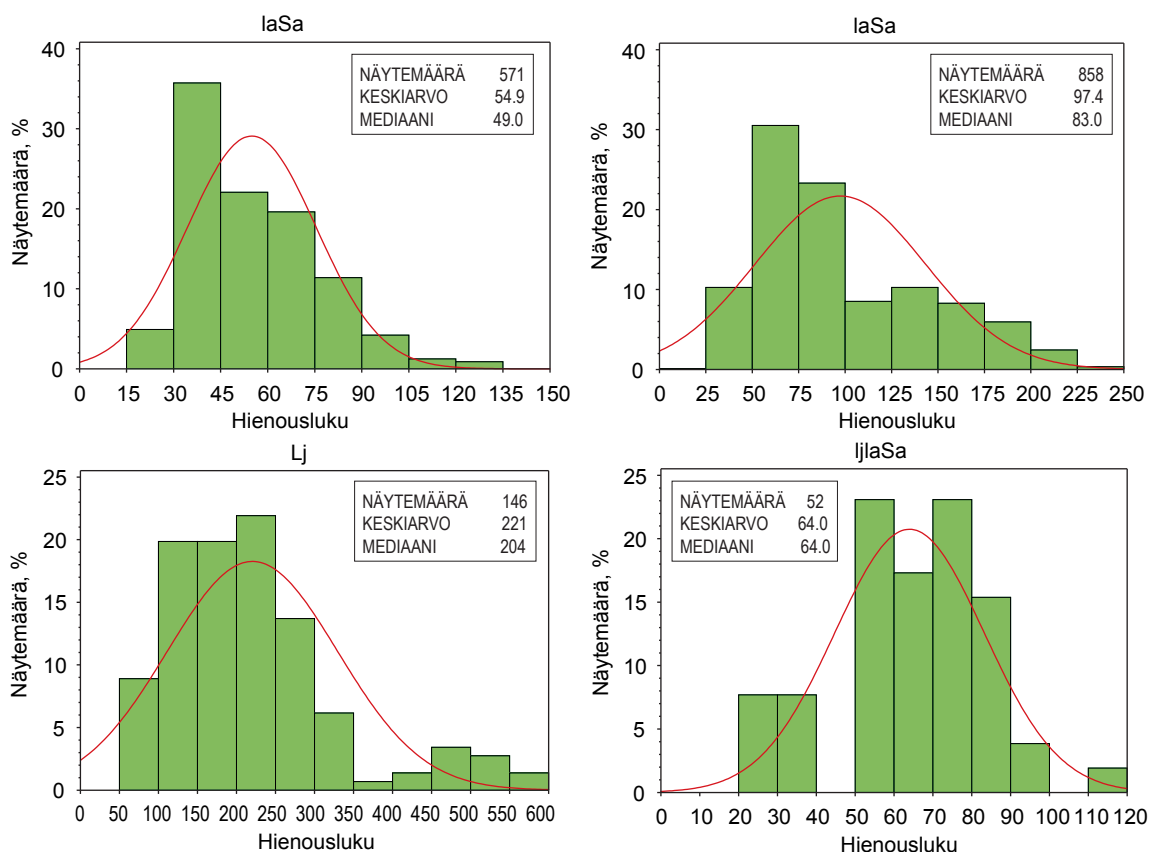 laSa
40
30
20
10
0
Näytemäärä, %
NÄYTEMÄÄRÄ 571
KESKIARVO 54.9
MEDIAANI 49.0
0 15 30 45 60 75 90 105 120 135 150
Hienousluku
laSa
40
30
20
10
0
Näytemäärä, %
NÄYTEMÄÄRÄ 858
KESKIARVO 97.4
MEDIAANI 83.0
0 25 50 75 100 125 150 175 200 225 250
Hienousluku
Lj
25
20
15
10
5
0
Näytemäärä, %
NÄYTEMÄÄRÄ 146
KESKIARVO 221
MEDIAANI 204
0 50 100 150 200 250 300 350 400 450 500 550 600
Hienousluku
ljlaSa
25
20
15
10
5
0
Näytemäärä, %
NÄYTEMÄÄRÄ 52
KESKIARVO 64.0
MEDIAANI 64.0
0 10 20 30 40 50 60 70 80 90 100 110 120
Hienousluku